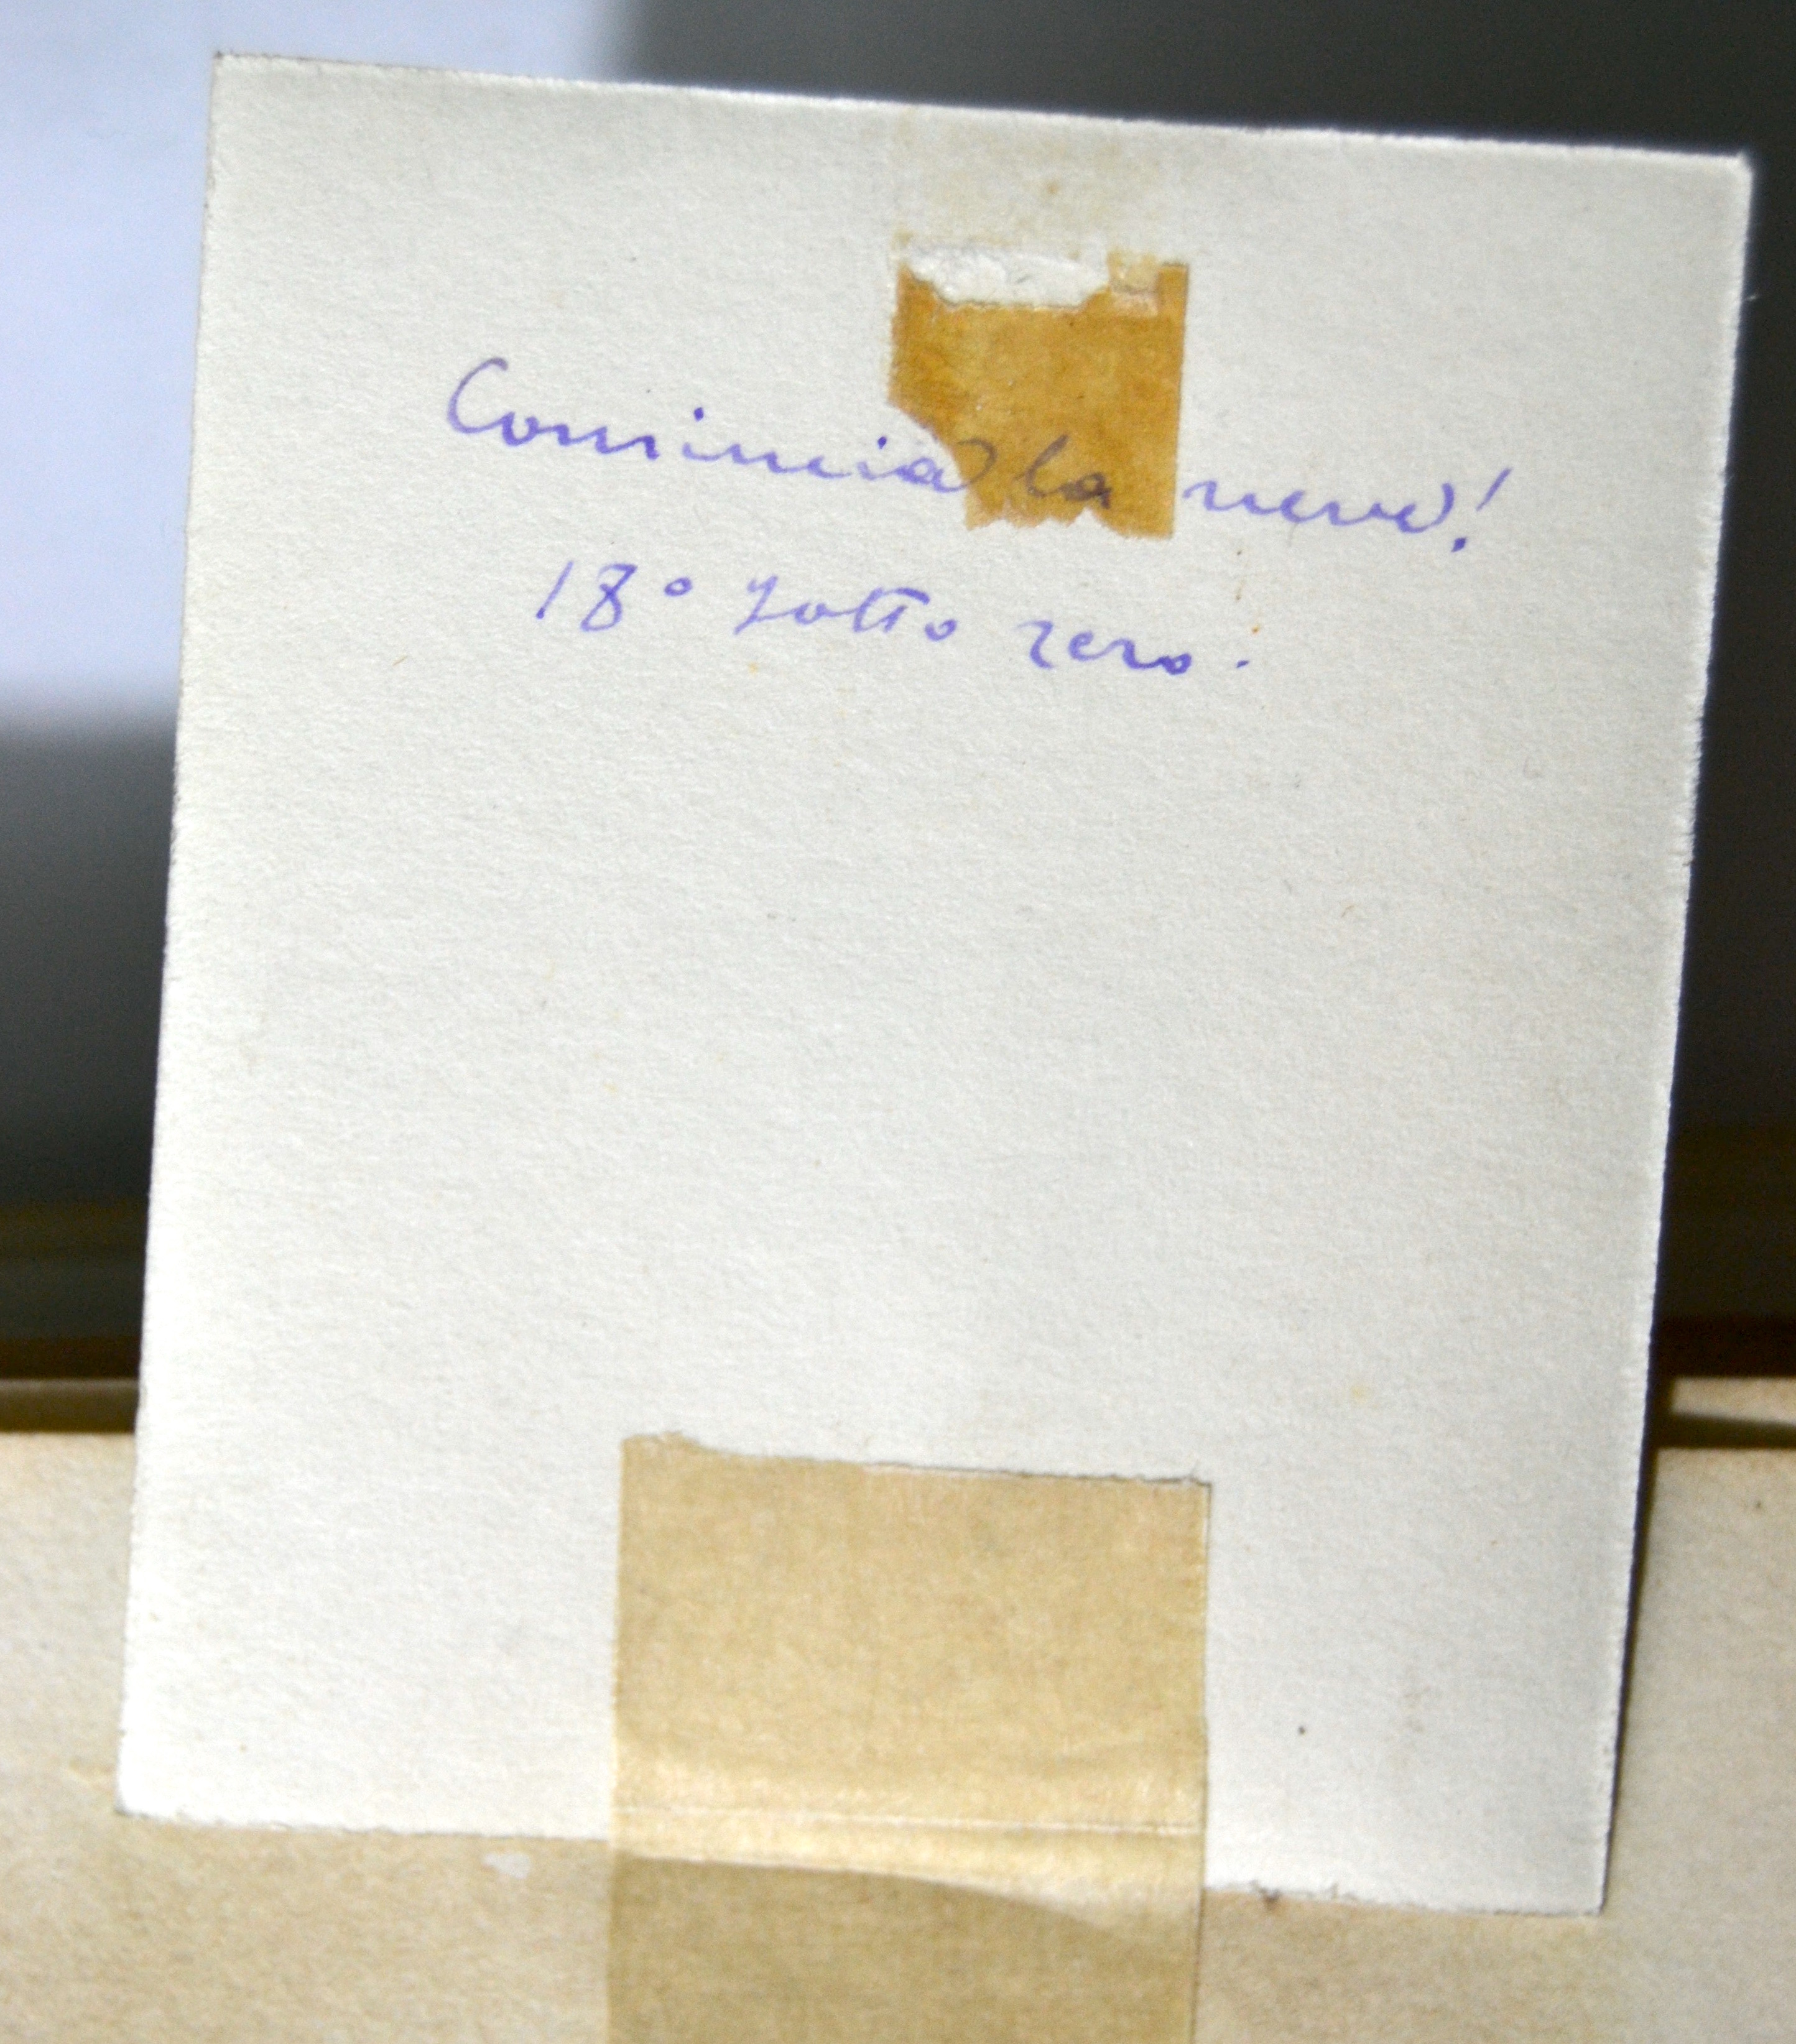 Comincia la neve!
18° sotto zero.